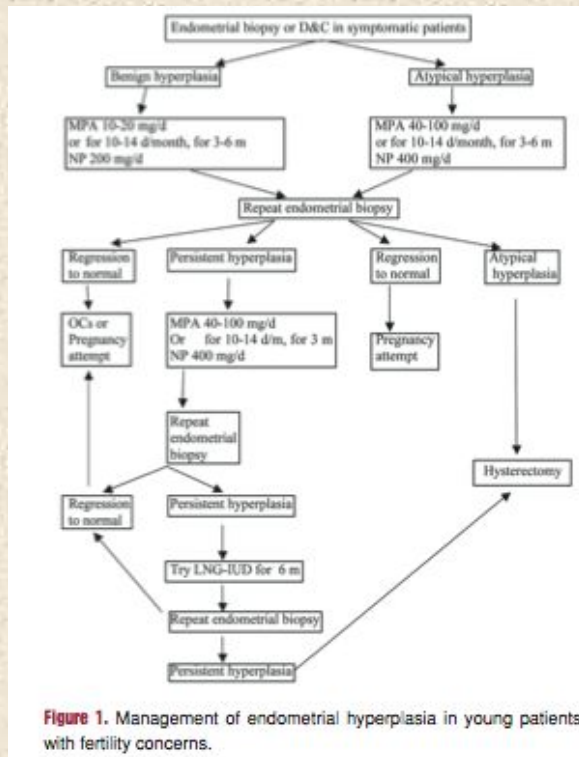 Endometrial biopsy or D&C in symptomatic patients
Benign hyperplasia
Atypical hyperplasia
MPA 10-20 mg/d
or for 10-14 d/month, for 3-6 m
NP 200 mg/d
MPA 40-100 mg/d
or for 10-14 d/month, for 3-6 m
NP 400 mg/d
Repeat endometrial biopsy
Regression
to normal
Persistent hyperplasia
Regression
to normal
Atypical
hyperplasia
OCs or
Pregnancy
attempt
MPA 40-100 mg/d
Or for 10-14 d/m, for 3 m
NP 400 mg/d
Pregnancy
attempt
Repeat
endometrial
biopsy
Hysterectomy
Regression
to normal
Persistent hyperplasia
Try LNG-IUD for 6 m
Repeat endometrial biopsy
Persistent hyperplasia
Figure 1. Management of endometrial hyperplasia in young patients
with fertility concerns.